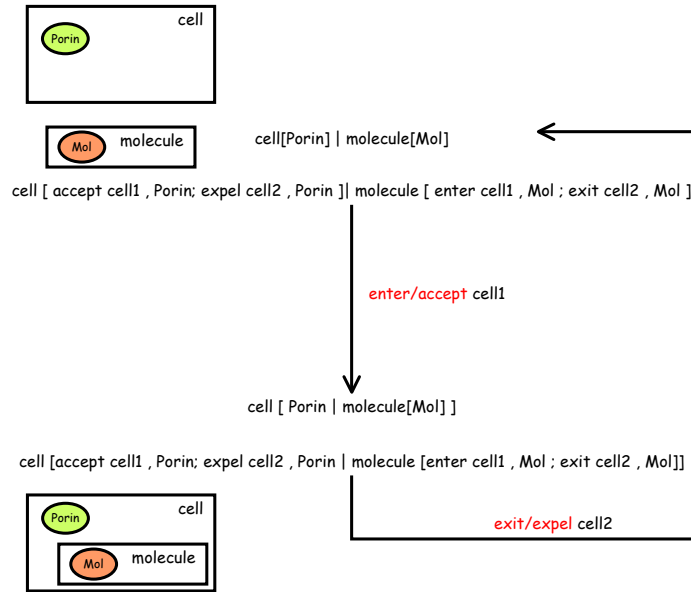 cell
Porin
Mol
molecule
cell[Porin] | molecule[Mol]
cell [ accept cell1 , Porin; expel cell2 , Porin ]| molecule [ enter cell1 , Mol ; exit cell2 , Mol ]
enter/accept cell1
cell [ Porin | molecule[Mol] ]
cell [accept cell1 , Porin; expel cell2 , Porin | molecule [enter cell1 , Mol ; exit cell2 , Mol]]
cell
Porin
exit/expel cell2
molecule
Mol